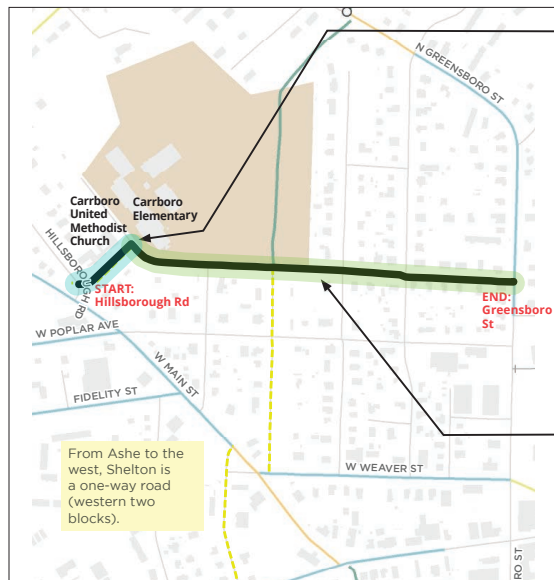 N GREENSBORO ST
Carrboro
United
Methodist
Church
Carrboro
Elementary
HILLSBOROUGH RD
START:
Hillsborough Rd
END:
Greensboro
St
W POPLAR AVE
W MAIN ST
FIDELITY ST
From Ashe to the
west, Shelton is
a one-way road
(western two
blocks).
W WEAVER ST
RO ST